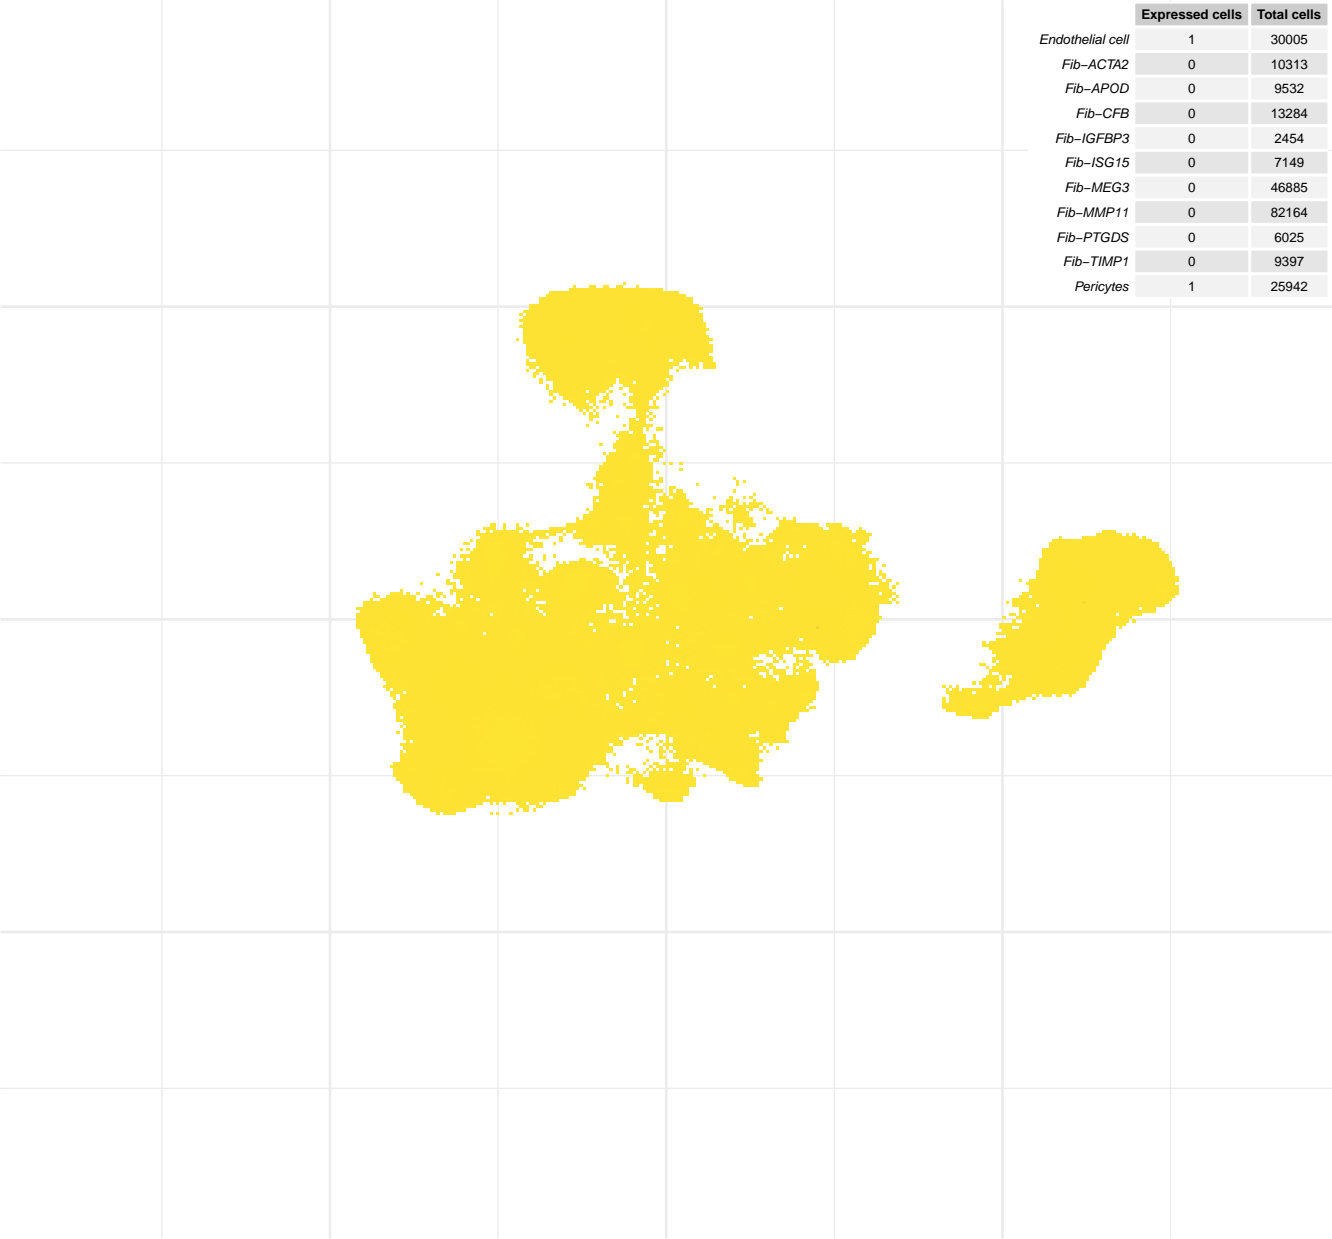 Expressed cells Total cells
Endothelial cell 1 30005
Fib−ACTA2 0 10313
Fib−APOD 0 9532
Fib−CFB 0 13284
Fib−IGFBP3 0 2454
Fib−ISG15 0 7149
Fib−MEG3 0 46885
Fib−MMP11 0 82164
Fib−PTGDS 0 6025
Fib−TIMP1 0 9397
Pericytes 1 25942